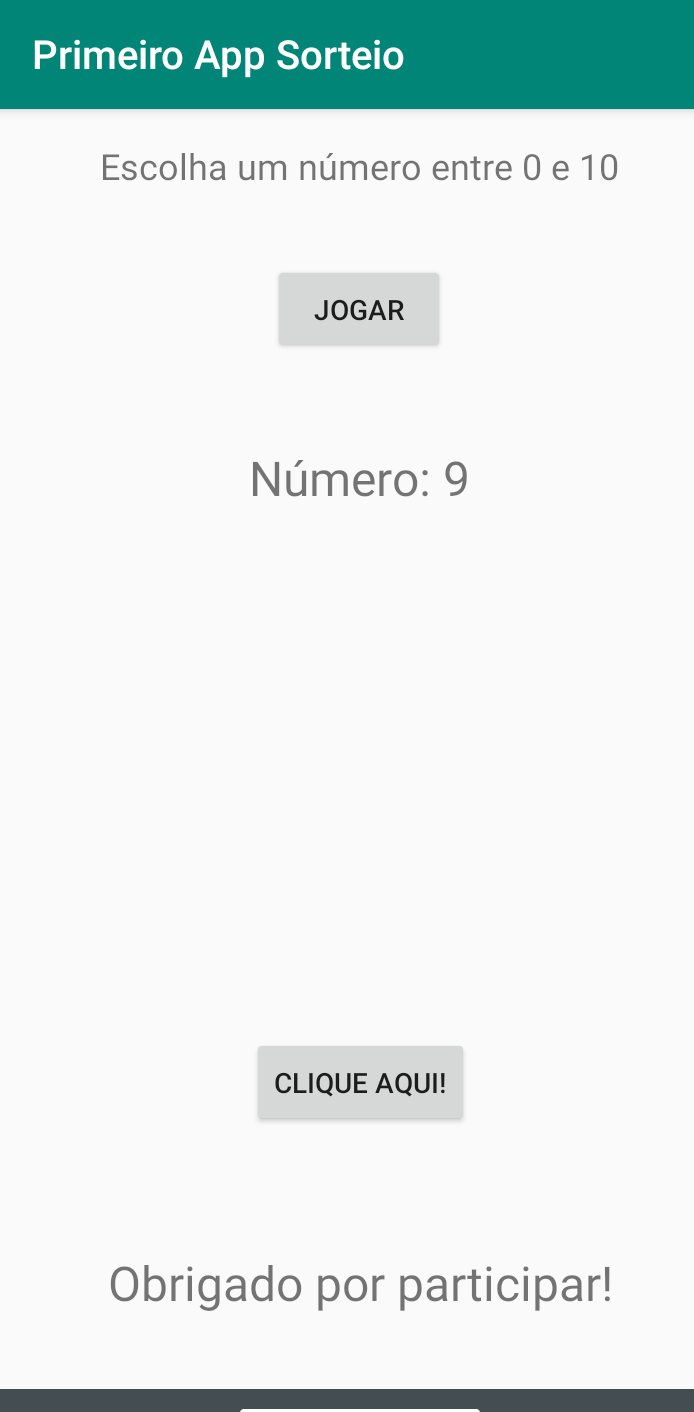 Primeiro App Sorteio
Escolha um número entre 0 e 10
JOGAR
Número: 9
CLIQUE AQUI!
Obrigado por participar!